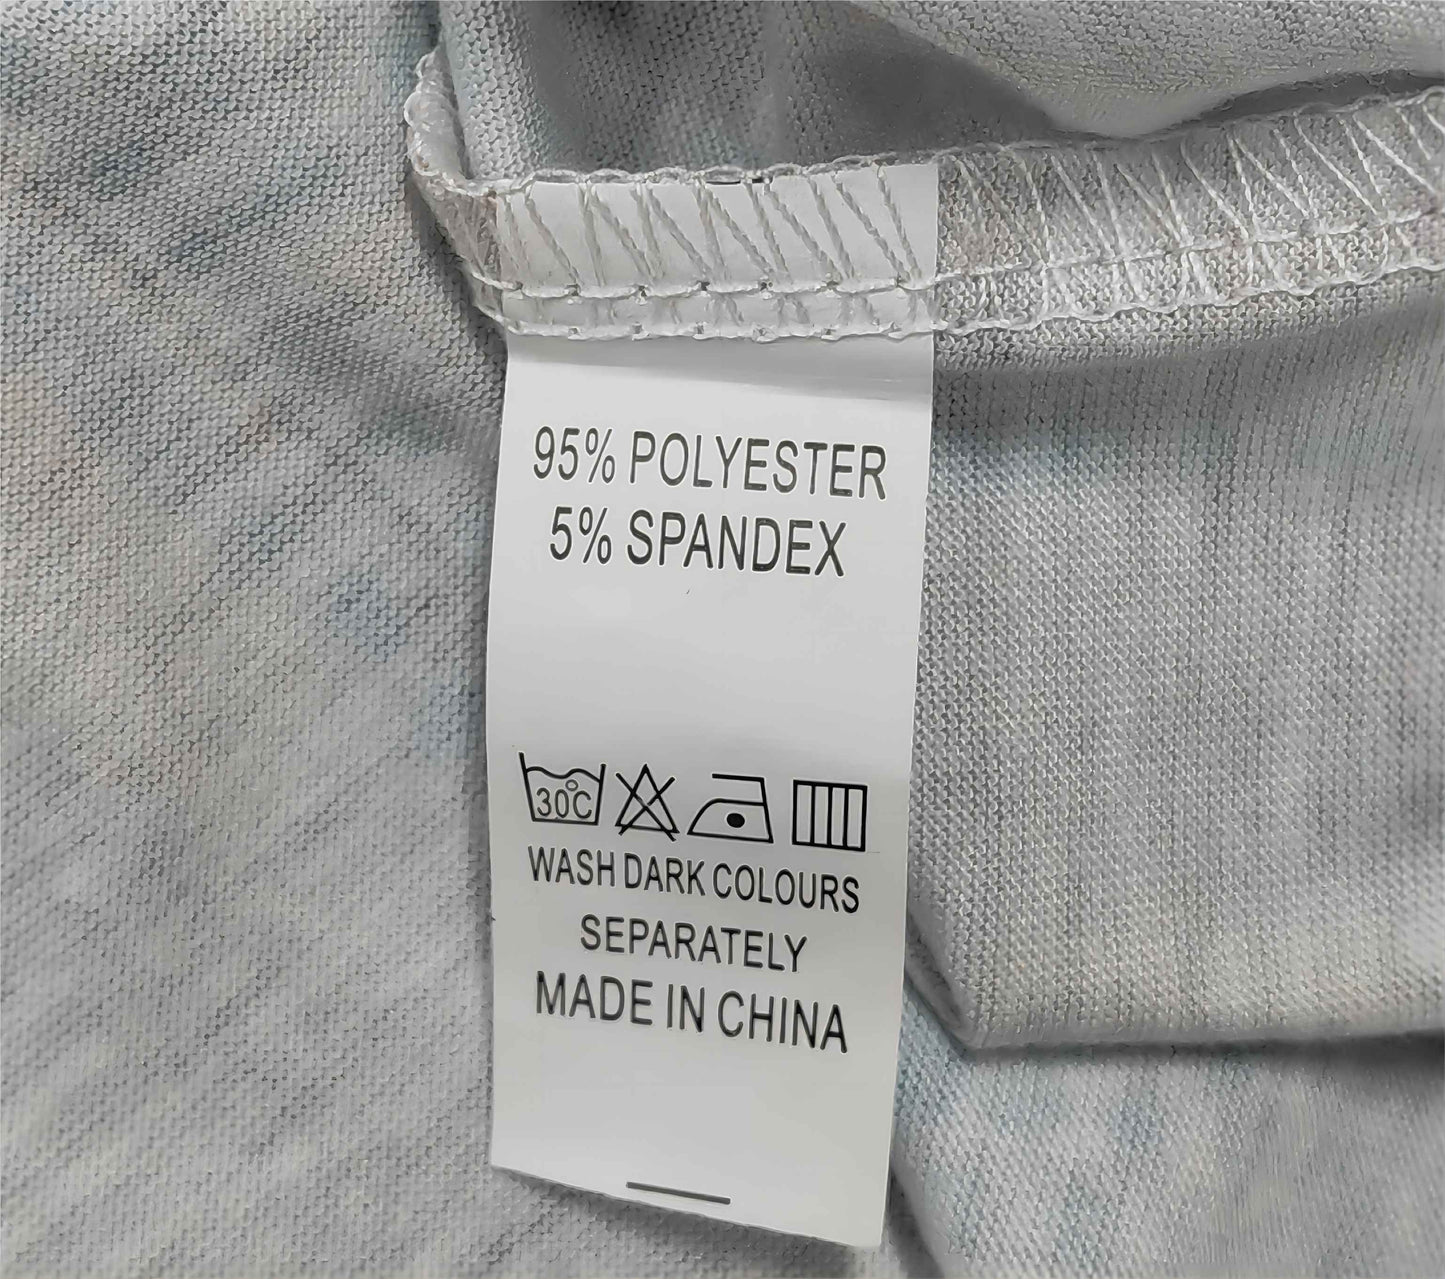 95% POLYESTER
5% SPANDEX
30°C
WASH DARK COLOURS
SEPARATELY
MADE IN CHINA